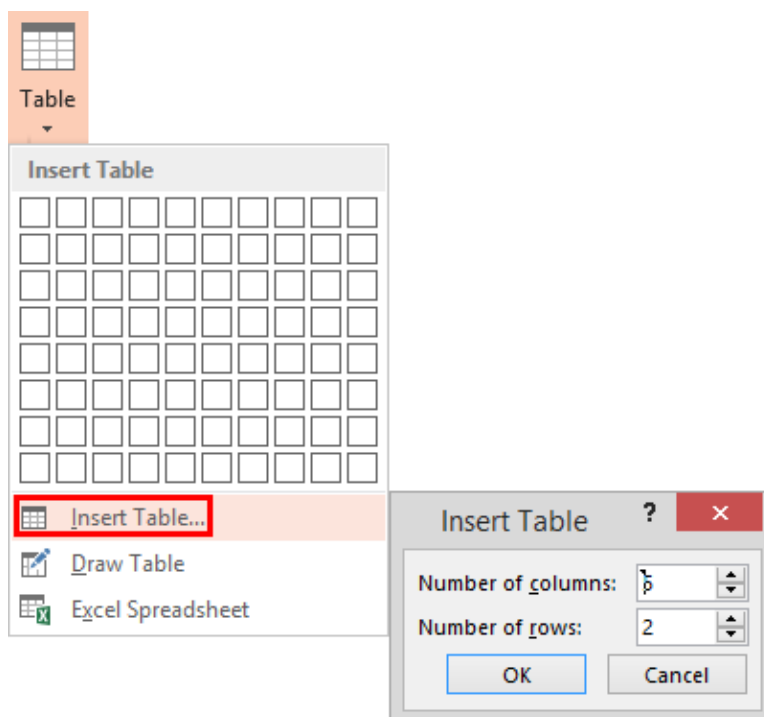 Table
Insert Table
Insert Table...
Draw Table
Excel Spreadsheet
Insert Table ?
Number of columns:
Number of rows: 2
OK Cancel